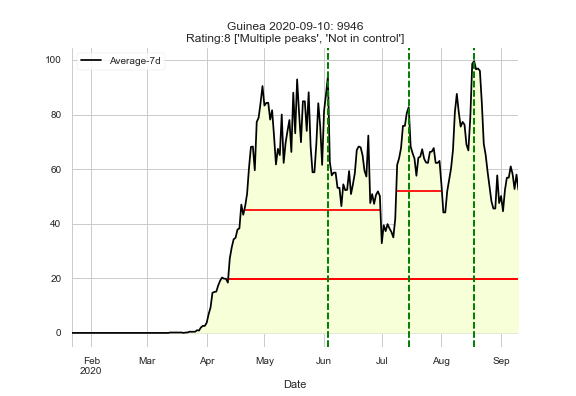 Guinea 2020-09-10: 9946
Rating:8 ['Multiple peaks', 'Not in control']
Average-7d
100
80
60
40
20
0
Feb Mar Apr May Jun Jul Aug Sep
2020
Date